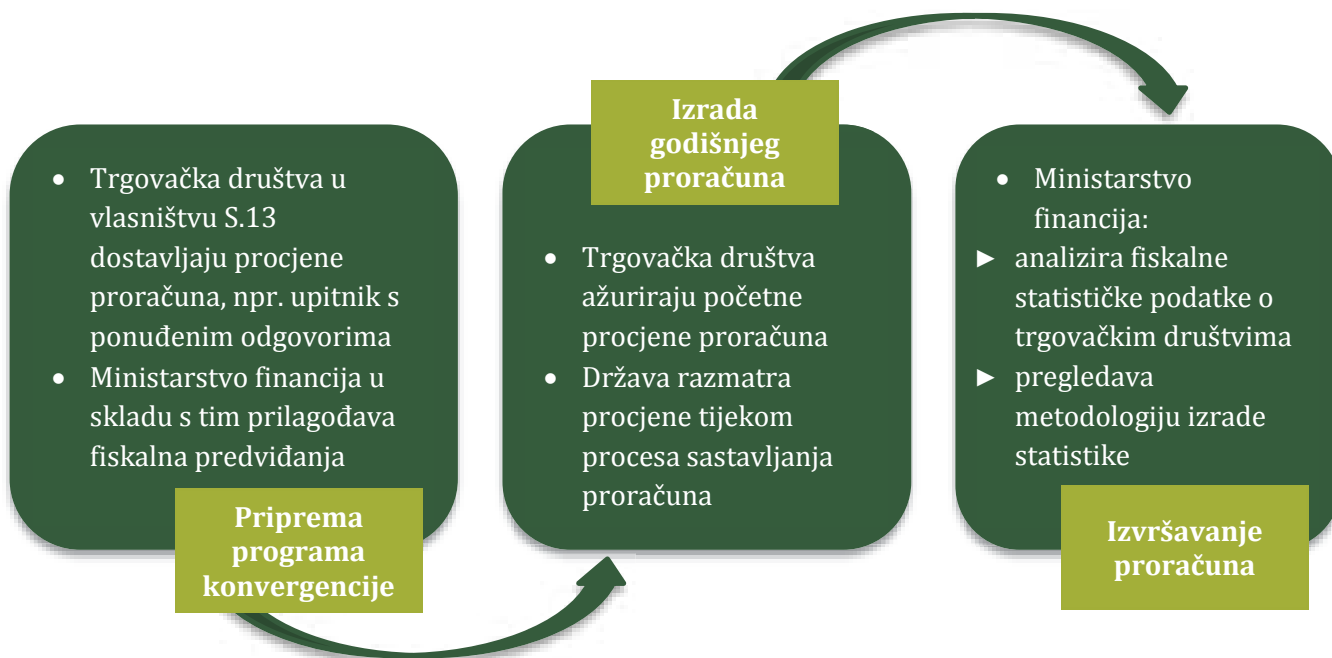 • Trgovačka društva u
vlasništvu S.13
dostavljaju procjene
proračuna, npr. upitnik s
ponuđenim odgovorima
• Ministarstvo financija u
skladu s tim prilagođava
fiskalna predviđanja
Priprema
programa
konvergencije
Izrada
godišnjeg
proračuna
• Trgovačka društva
ažuriraju početne
procjene proračuna
• Država razmatra
procjene tijekom
procesa sastavljanja
proračuna
• Ministarstvo
financija:
► analizira fiskalne
statističke podatke o
trgovačkim društvima
► pregledava
metodologiju izrade
statistike
Izvršavanje
proračuna